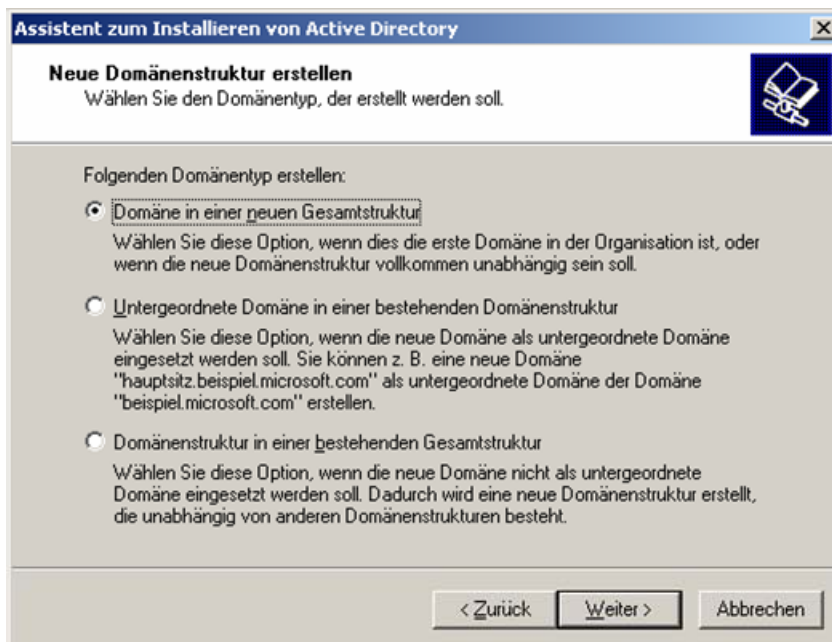 Assistent zum Installieren von Active Directory
Neue Domänenstruktur erstellen
Wählen Sie den Domänentyp, der erstellt werden soll.
Folgenden Domänentyp erstellen:
Domäne in einer neuen Gesamtstruktur
Wählen Sie diese Option, wenn dies die erste Domäne in der Organisation ist, oder
wenn die neue Domänenstruktur vollkommen unabhängig sein soll.
Untergeordnete Domäne in einer bestehenden Domänenstruktur
Wählen Sie diese Option, wenn die neue Domäne als untergeordnete Domäne
eingesetzt werden soll. Sie können z. B. eine neue Domäne
"hauptsitz.beispiel.microsoft.com" als untergeordnete Domäne der Domäne
"beispiel.microsoft.com" erstellen.
Domänenstruktur in einer bestehenden Gesamtstruktur
Wählen Sie diese Option, wenn die neue Domäne nicht als untergeordnete
Domäne eingesetzt werden soll. Dadurch wird eine neue Domänenstruktur erstellt,
die unabhängig von anderen Domänenstrukturen besteht.
< Zurück Weiter > Abbrechen